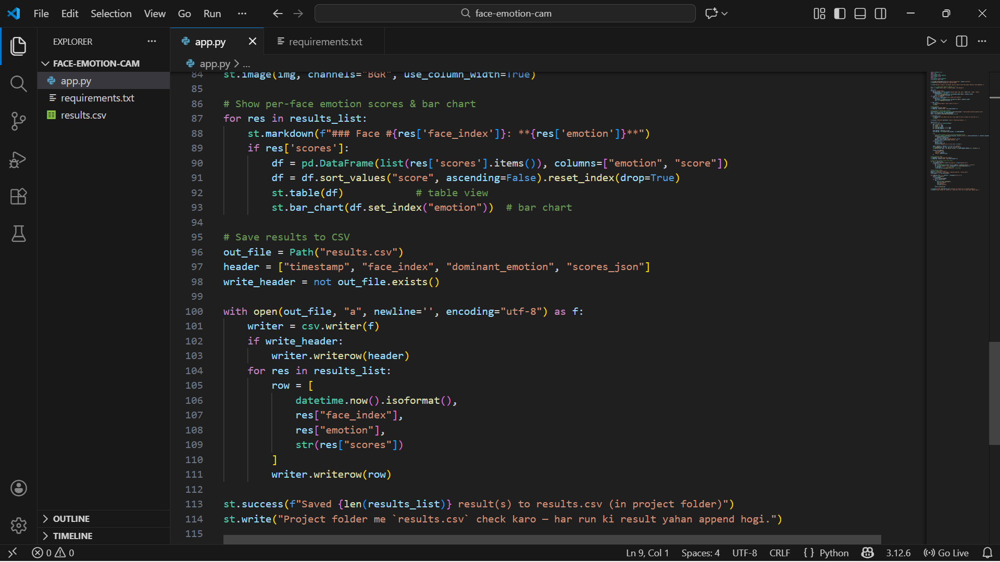 File Edit Selection View Go Run ··· face-emotion-cam
EXPLORER ···
FACE-EMOTION-CAM
app.py
requirements.txt
results.csv
OUTLINE
TIMELINE
app.py requirements.txt
app.py > ...
84 st.image(img, channels="BGR", use_column_width=True)
85
86 # Show per-face emotion scores & bar chart
87 for res in results_list:
88     st.markdown(f"### Face #{res['face_index']}: **{res['emotion']}**")
89     if res['scores']:
90         df = pd.DataFrame(list(res['scores'].items()), columns=["emotion", "score"])
91         df = df.sort_values("score", ascending=False).reset_index(drop=True)
92         st.table(df)            # table view
93         st.bar_chart(df.set_index("emotion"))  # bar chart
94
95 # Save results to CSV
96 out_file = Path("results.csv")
97 header = ["timestamp", "face_index", "dominant_emotion", "scores_json"]
98 write_header = not out_file.exists()
99
100 with open(out_file, "a", newline='', encoding="utf-8") as f:
101     writer = csv.writer(f)
102     if write_header:
103         writer.writerow(header)
104     for res in results_list:
105         row = [
106             datetime.now().isoformat(),
107             res["face_index"],
108             res["emotion"],
109             str(res["scores"])
110         ]
111         writer.writerow(row)
112
113 st.success(f"Saved {len(results_list)} result(s) to results.csv (in project folder)")
114 st.write("Project folder me `results.csv` check karo — har run ki result yahan append hogi.")
115
0 0 Ln 9, Col 1 Spaces: 4 UTF-8 CRLF { } Python 3.12.6 Go Live